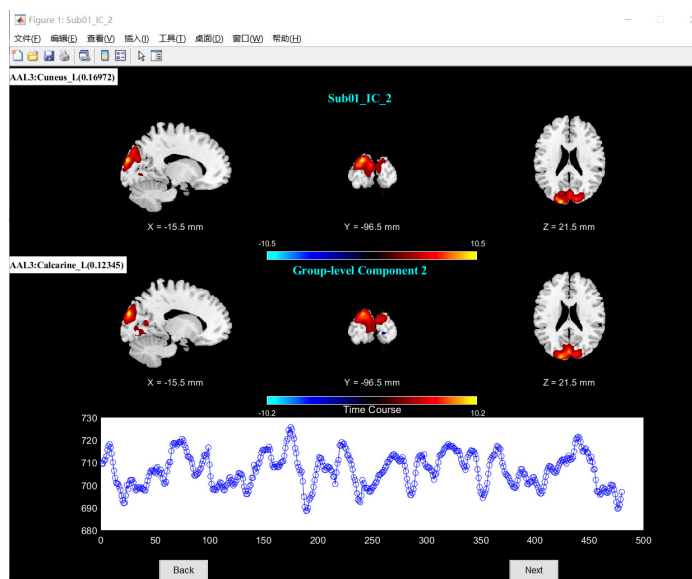 Figure 1: Sub01_IC_2
文件(F) 编辑(E) 查看(V) 插入(I) 工具(T) 桌面(D) 窗口(W) 帮助(H)
AAL3:Cuneus_L(0.16972)
Sub01_IC_2
X = -15.5 mm Y = -96.5 mm Z = 21.5 mm
-10.5 10.5
AAL3:Calcarine_L(0.12345)
Group-level Component 2
X = -15.5 mm Y = -96.5 mm Z = 21.5 mm
-10.2 Time Course 10.2
730
720
710
700
690
680
0 50 100 150 200 250 300 350 400 450 500
Back Next